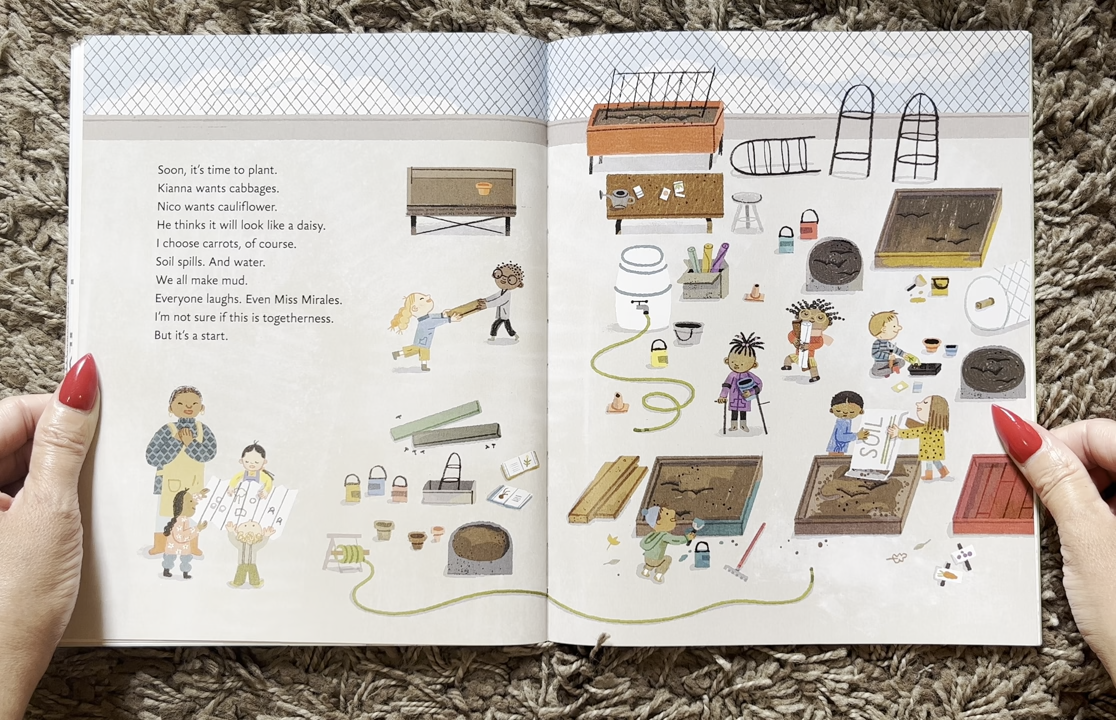 Soon, it's time to plant.
Kianna wants cabbages.
Nico wants cauliflower.
He thinks it will look like a daisy.
I choose carrots, of course.
Soil spills. And water.
We all make mud.
Everyone laughs. Even Miss Mirales.
I'm not sure if this is togetherness.
But it's a start.
SOIL